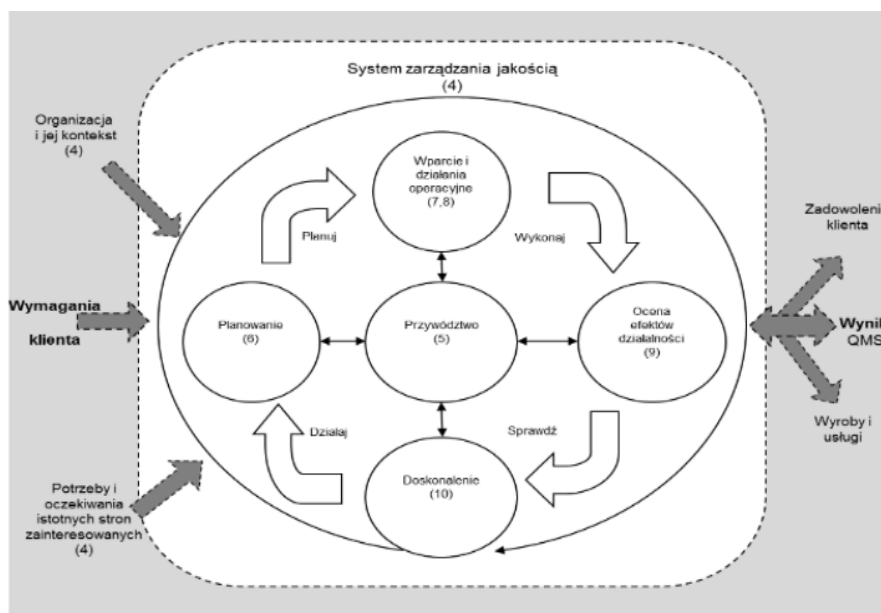 System zarządzania jakością
(4)
Organizacja
i jej kontekst
(4)
Wparcie i
działania
operacyjne
(7,8)
Planuj
Wykonaj
Zadowoleni
klienta
Wymagania
klienta
Planowanie
(6)
Przywództwo
(5)
Ocena
efektów
działalności
(9)
Wynik
QMS
Działaj
Sprawdź
Wyroby i
usługi
Doskonalenie
(10)
Potrzeby i
oczekiwania
istotnych stron
zainteresowanych
(4)